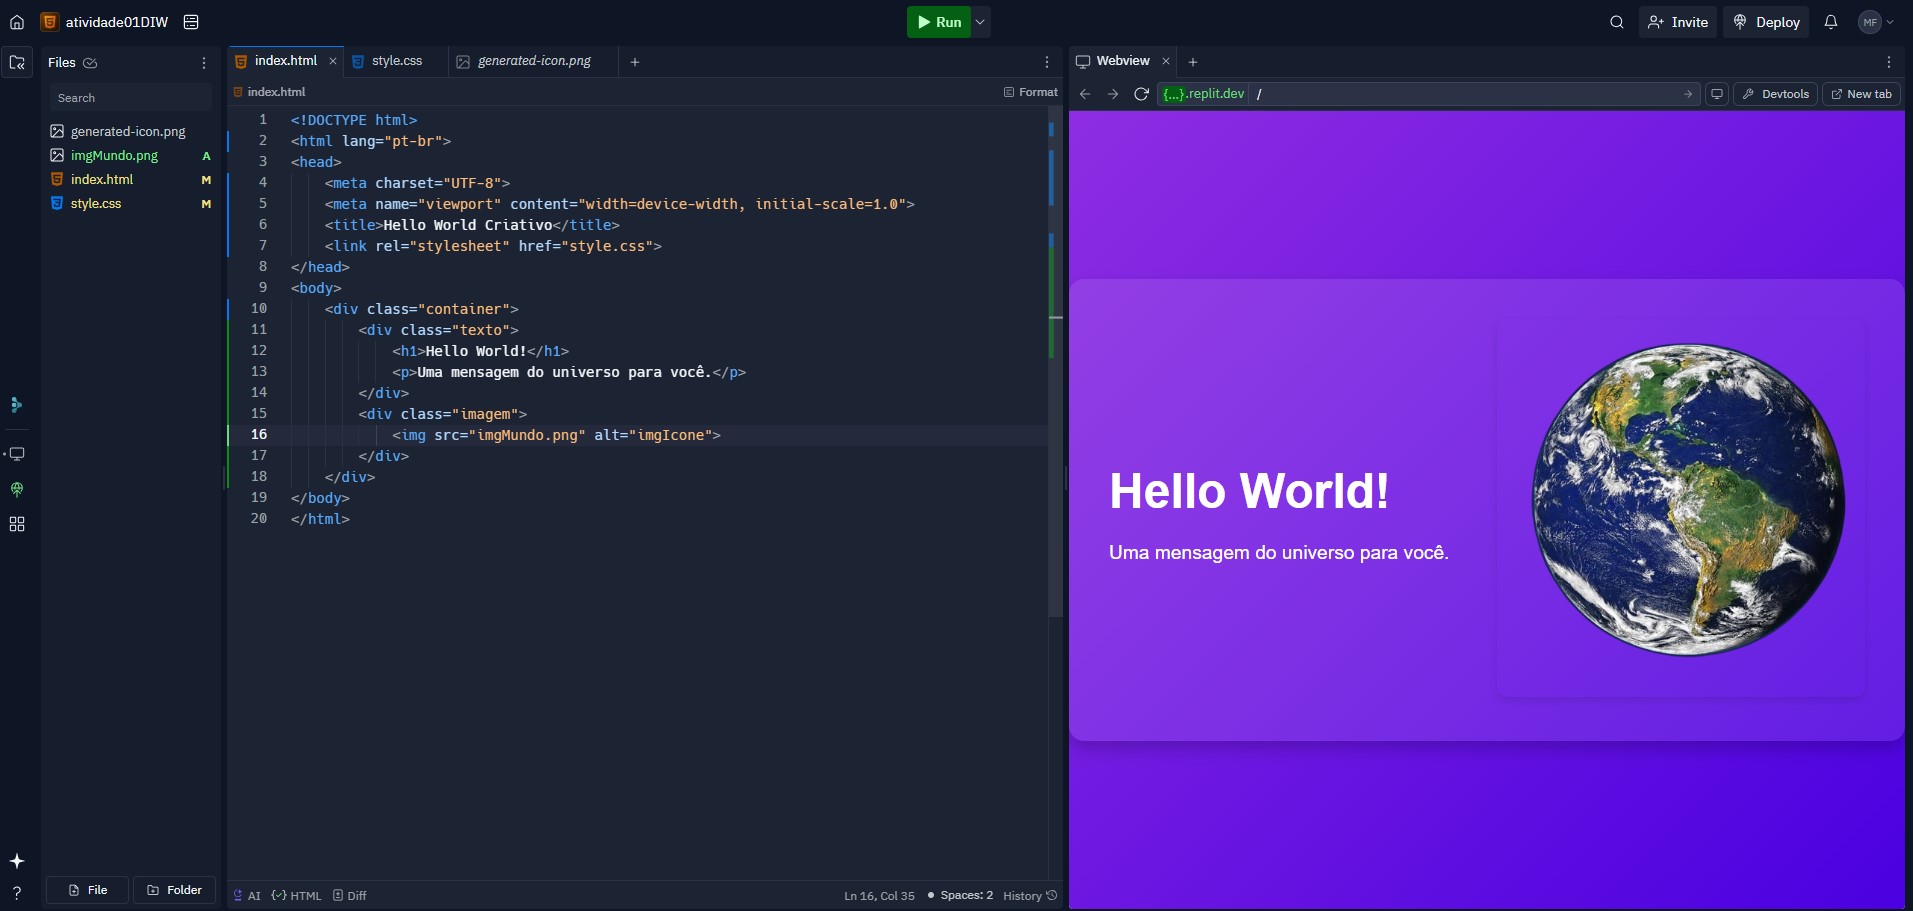 atividade01DIW
Run
Invite
Deploy
MF
Files
Search
generated-icon.png
imgMundo.png A
index.html M
style.css M
File
Folder
index.html
style.css
generated-icon.png
index.html
Format
1 <!DOCTYPE html>
2 <html lang="pt-br">
3 <head>
4 <meta charset="UTF-8">
5 <meta name="viewport" content="width=device-width, initial-scale=1.0">
6 <title>Hello World Criativo</title>
7 <link rel="stylesheet" href="style.css">
8 </head>
9 <body>
10 <div class="container">
11 <div class="texto">
12 <h1>Hello World!</h1>
13 <p>Uma mensagem do universo para você.</p>
14 </div>
15 <div class="imagem">
16 <img src="imgMundo.png" alt="imgIcone">
17 </div>
18 </div>
19 </body>
20 </html>
AI
HTML
Diff
Ln 16, Col 35
Spaces: 2
History
Webview
{...}.replit.dev /
Devtools
New tab
Hello World!
Uma mensagem do universo para você.